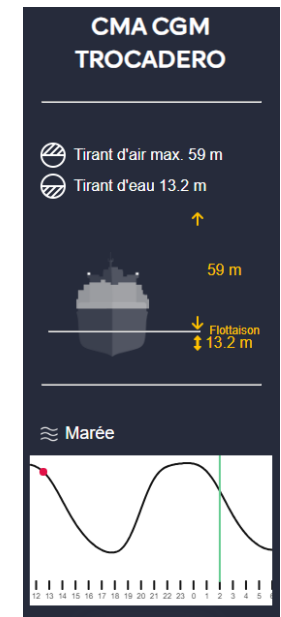 CMA CGM
TROCADERO
Tirant d'air max. 59 m
Tirant d'eau 13.2 m
59 m
Flottaison
13.2 m
Marée
12 13 14 15 16 17 18 19 20 21 22 23 0 1 2 3 4 5